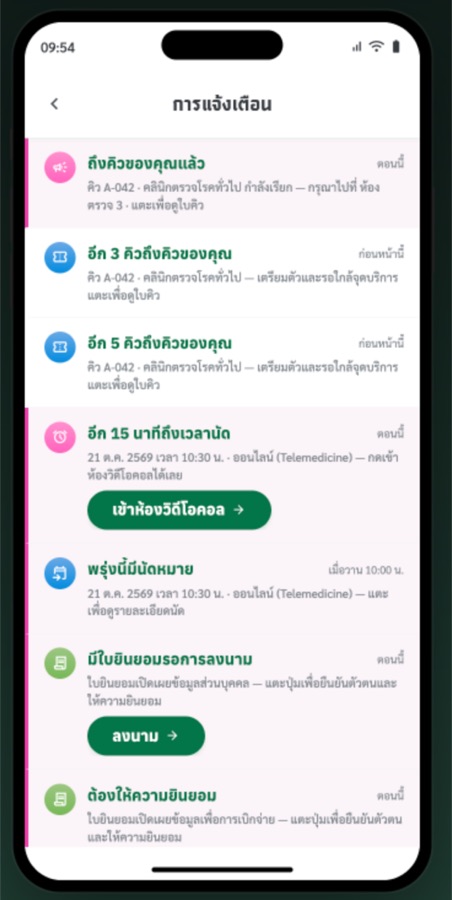 09:54
การแจ้งเตือน
ถึงคิวของคุณแล้ว
ตอนนี้
คิว A-042 · คลินิกตรวจโรคทั่วไป กำลังเรียก — กรุณาไปที่ ห้อง
ตรวจ 3 · แตะเพื่อดูใบคิว
อีก 3 คิวถึงคิวของคุณ
ก่อนหน้านี้
คิว A-042 · คลินิกตรวจโรคทั่วไป — เตรียมตัวและรอใกล้จุดบริการ
แตะเพื่อดูใบคิว
อีก 5 คิวถึงคิวของคุณ
ก่อนหน้านี้
คิว A-042 · คลินิกตรวจโรคทั่วไป — เตรียมตัวและรอใกล้จุดบริการ
แตะเพื่อดูใบคิว
อีก 15 นาทีถึงเวลานัด
ตอนนี้
21 ต.ค. 2569 เวลา 10:30 น. · ออนไลน์ (Telemedicine) — กดเข้า
ห้องวิดีโอคอลได้เลย
เข้าห้องวิดีโอคอล →
พรุ่งนี้มีนัดหมาย
เมื่อวาน 10:00 น.
21 ต.ค. 2569 เวลา 10:30 น. · ออนไลน์ (Telemedicine) — แตะ
เพื่อดูรายละเอียดนัด
มีใบยินยอมรอการลงนาม
ตอนนี้
ใบยินยอมเปิดเผยข้อมูลส่วนบุคคล — แตะปุ่มเพื่อยืนยันตัวตนและ
ให้ความยินยอม
ลงนาม →
ต้องให้ความยินยอม
ตอนนี้
ใบยินยอมเปิดเผยข้อมูลเพื่อการเบิกจ่าย — แตะปุ่มเพื่อยืนยันตัวตน
และให้ความยินยอม